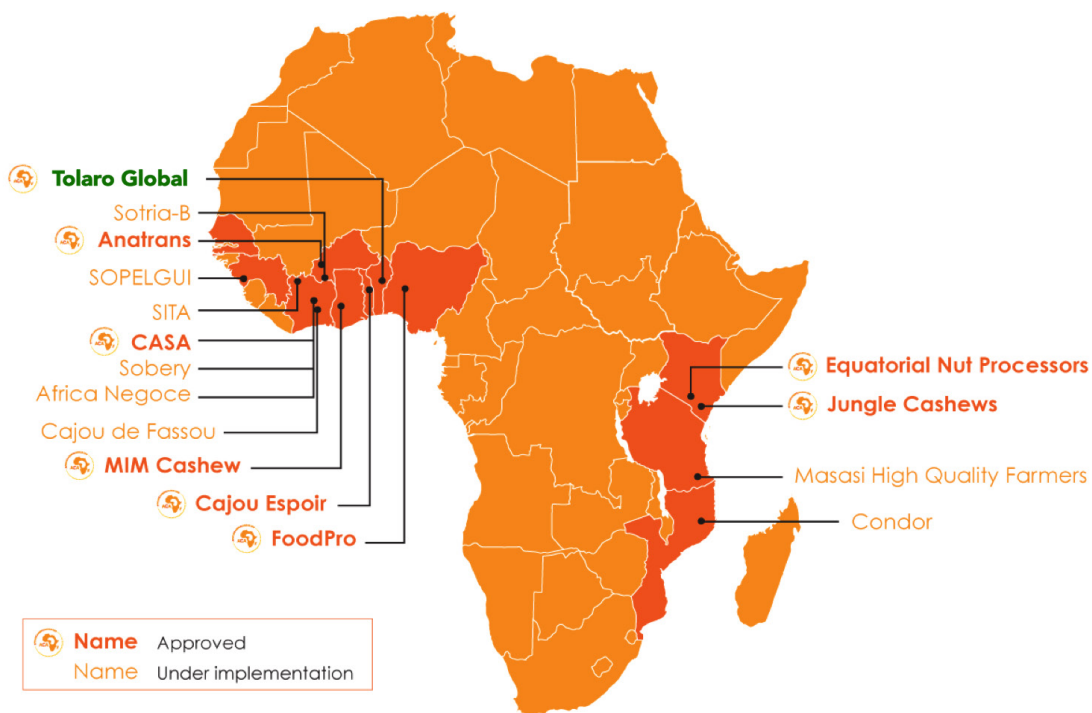 Tolaro Global
Sotria-B
Anatrans
SOPELGUI
SITA
CASA
Sobery
Africa Negoce
Cajou de Fassou
MIM Cashew
Cajou Espoir
FoodPro
Equatorial Nut Processors
Jungle Cashews
Masasi High Quality Farmers
Condor
Name Approved
Name Under implementation